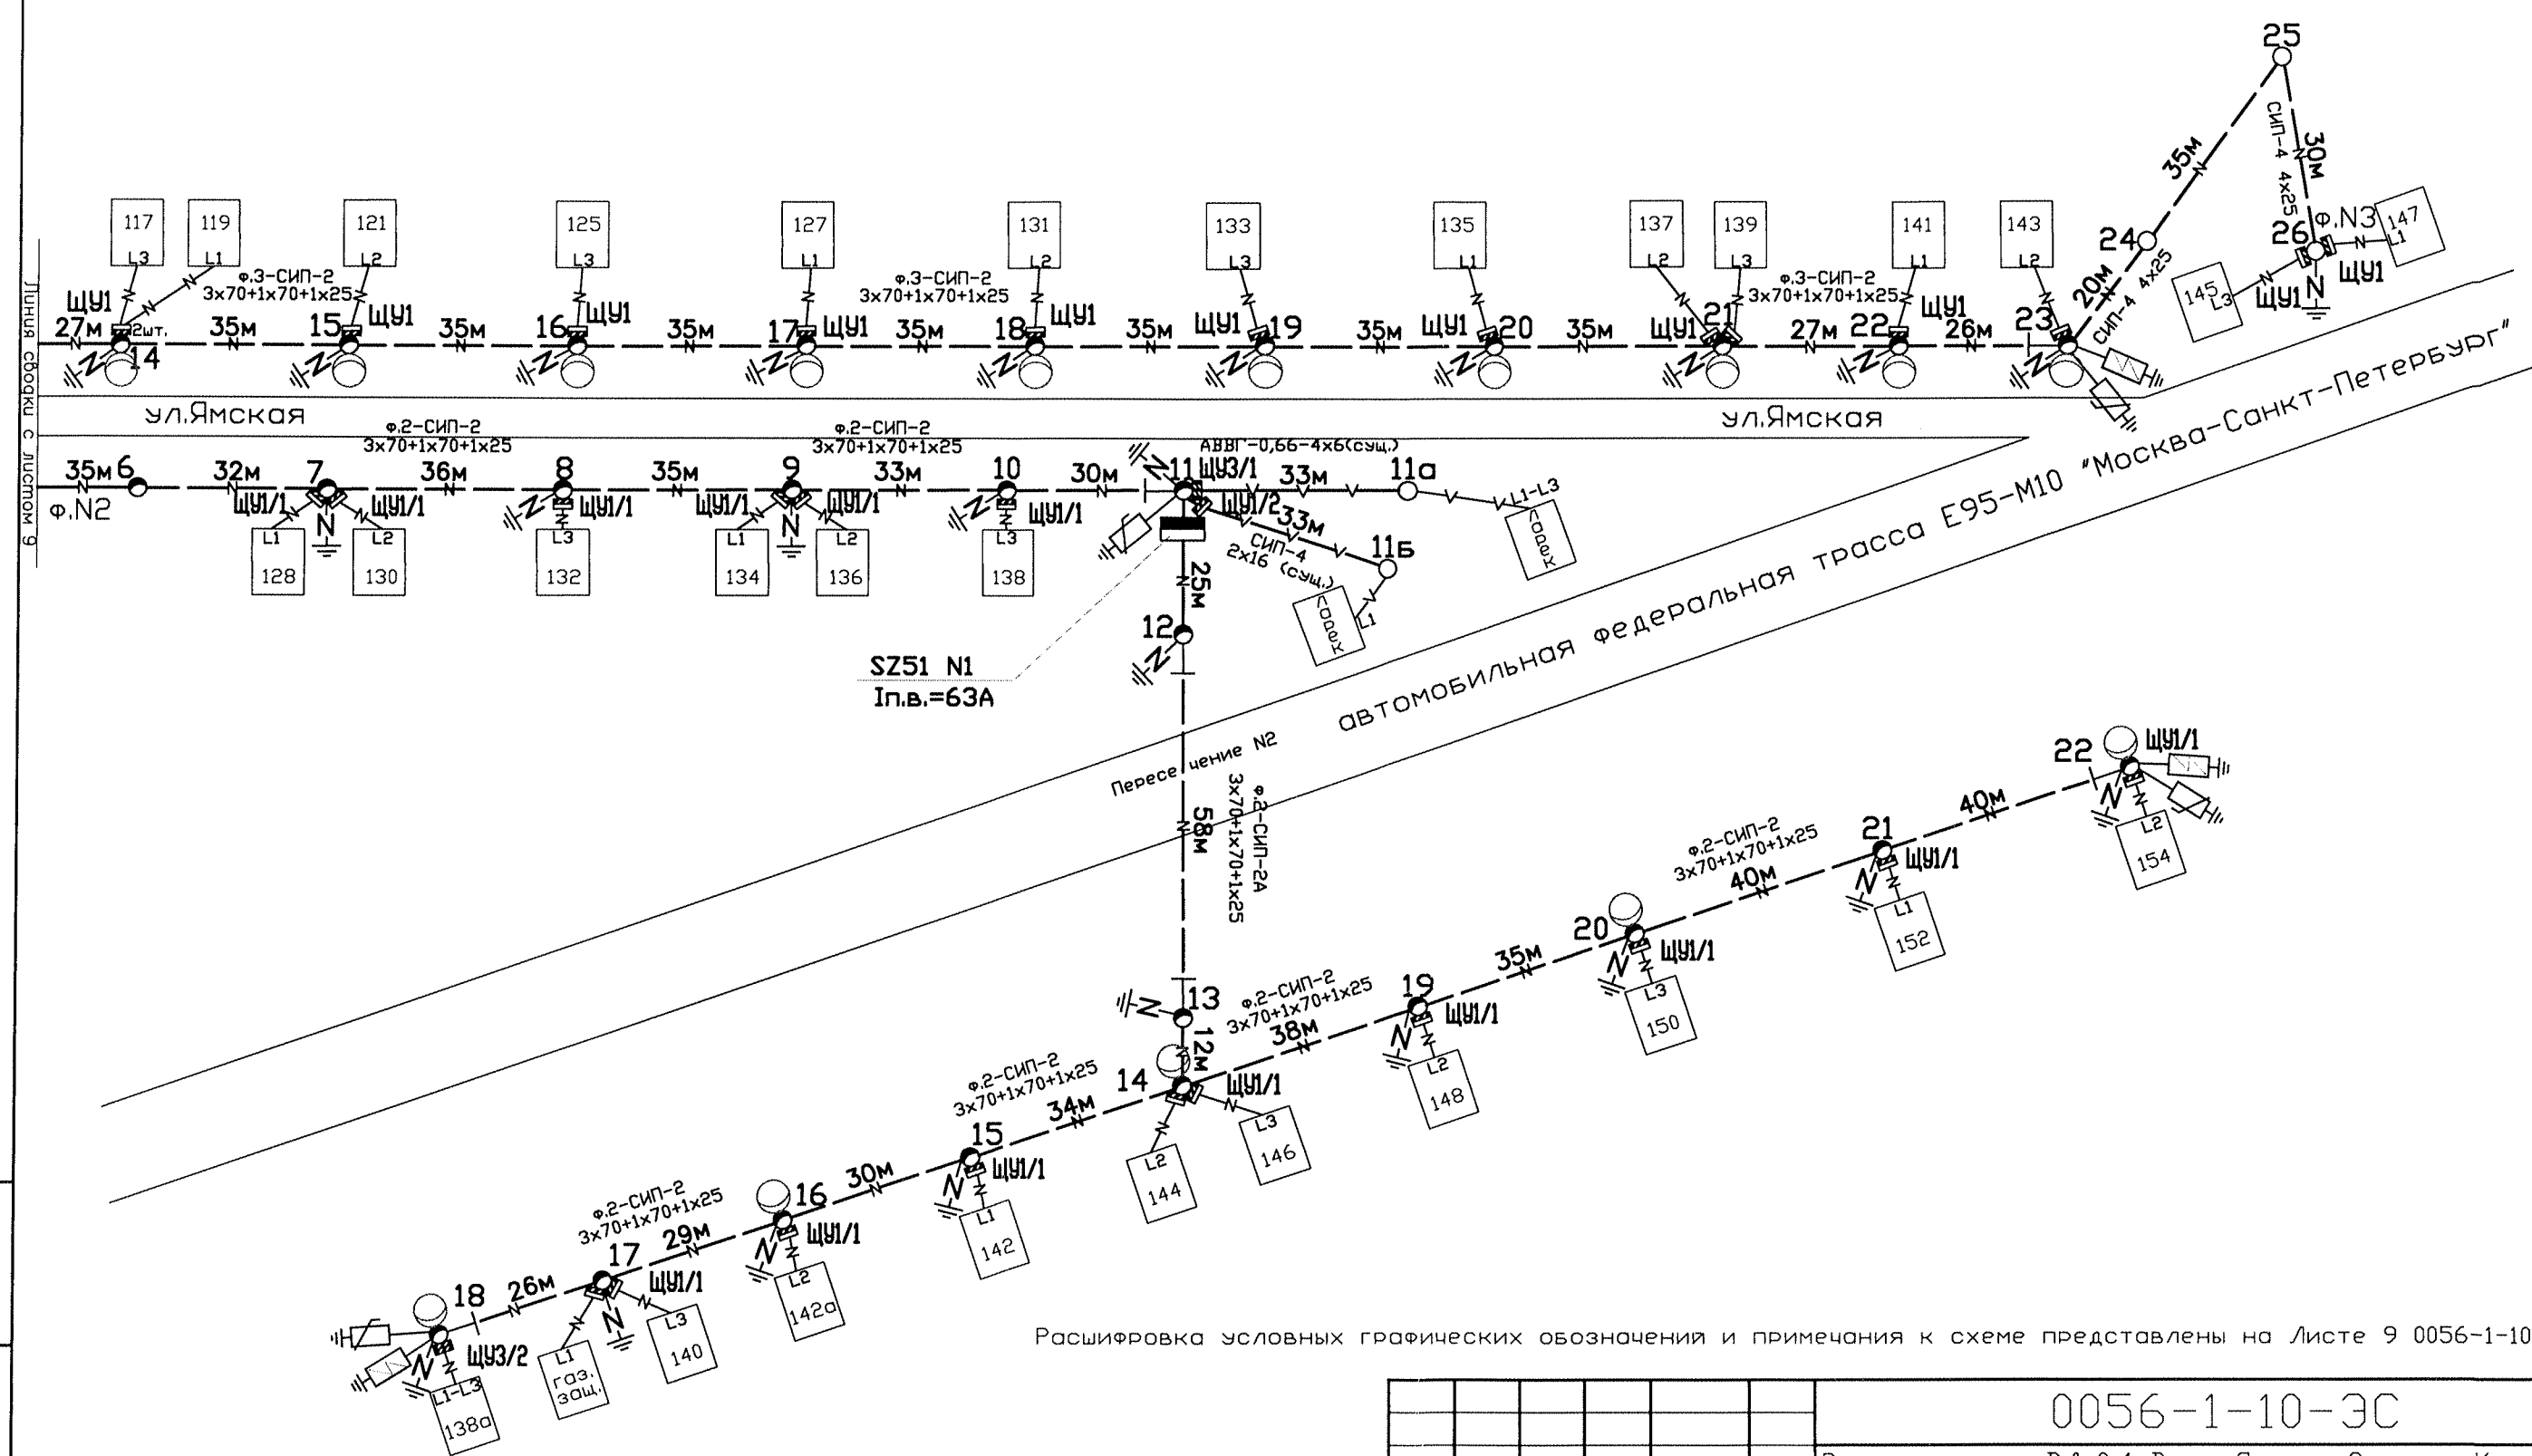 25
35м
СИП-4 4х25
30м
117
L3
119
L1
121
L2
125
L3
127
L1
131
L2
133
L3
135
L1
137
L2
139
L3
141
L1
143
L2
24
20м
СИП-4 4х25
26
ф.N3
147
L1
ЩУ1
145
L3
ЩУ1
ф.3-СИП-2
3х70+1х70+1х25
ф.3-СИП-2
3х70+1х70+1х25
ф.3-СИП-2
3х70+1х70+1х25
ЩУ1
27м
2шт.
14
35м
15
ЩУ1
35м
16
ЩУ1
35м
17
ЩУ1
35м
18
ЩУ1
35м
ЩУ1
19
35м
ЩУ1
20
35м
ЩУ1
21
27м
22
ЩУ1
26м
23
Линия сводки с листом 9
ул.Ямская
ул.Ямская
ф.2-СИП-2
3х70+1х70+1х25
ф.2-СИП-2
3х70+1х70+1х25
АВВГ-0,66-4х6(сущ.)
35м
6
ф.N2
32м
7
36м
8
35м
9
33м
10
30м
11
ЩУ3/1
33м
11а
L1-L3
Ларек
ЩУ1/1
ЩУ1/1
ЩУ1/1
ЩУ1/1
ЩУ1/1
ЩУ1/1
ЩУ1/2
33м
СИП-4
2х16 (сущ.)
11Б
L1
Ларек
L1
128
L2
130
L3
132
L1
134
L2
136
L3
138
25м
12
SZ51 N1
Iп.в.=63А
автомобильная федеральная трасса Е95-М10 "Москва-Санкт-Петербург"
Пересечение N2
58м
ф.2-СИП-2А
3х70+1х70+1х25
13
12м
22
ЩУ1/1
L2
154
40м
21
ЩУ1/1
L1
152
ф.2-СИП-2
3х70+1х70+1х25
40м
20
ЩУ1/1
L3
150
35м
19
ЩУ1/1
L2
148
ф.2-СИП-2
3х70+1х70+1х25
38м
14
ЩУ1/1
L2
144
L3
146
ф.2-СИП-2
3х70+1х70+1х25
34м
15
ЩУ1/1
L1
142
30м
16
ЩУ1/1
L2
142а
ф.2-СИП-2
3х70+1х70+1х25
29м
17
ЩУ1/1
L1
газ.
защ.
L3
140
26м
18
ЩУ3/2
L1-L3
138а
Расшифровка условных графических обозначений и примечания к схеме представлены на Листе 9 0056-1-10
0056-1-10-ЭС